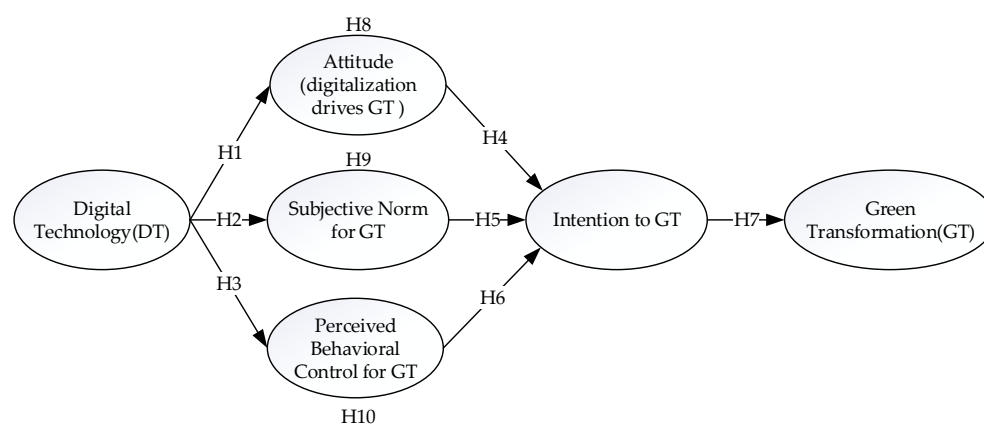 H8
Attitude
(digitalization
drives GT )
H4
H1
H9
Digital
Technology(DT)
H2
Subjective Norm
for GT
H5
Intention to GT
H7
Green
Transformation(GT)
H3
H6
Perceived
Behavioral
Control for GT
H10